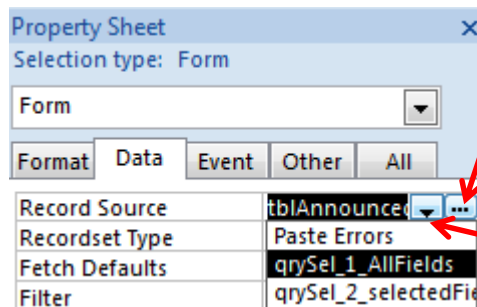 Property Sheet
Selection type: Form
Form
Format Data Event Other All
Record Source tblAnnounced
Recordset Type Paste Errors
Fetch Defaults qrySel_1_AllFields
Filter qrySel_2_selectedFie